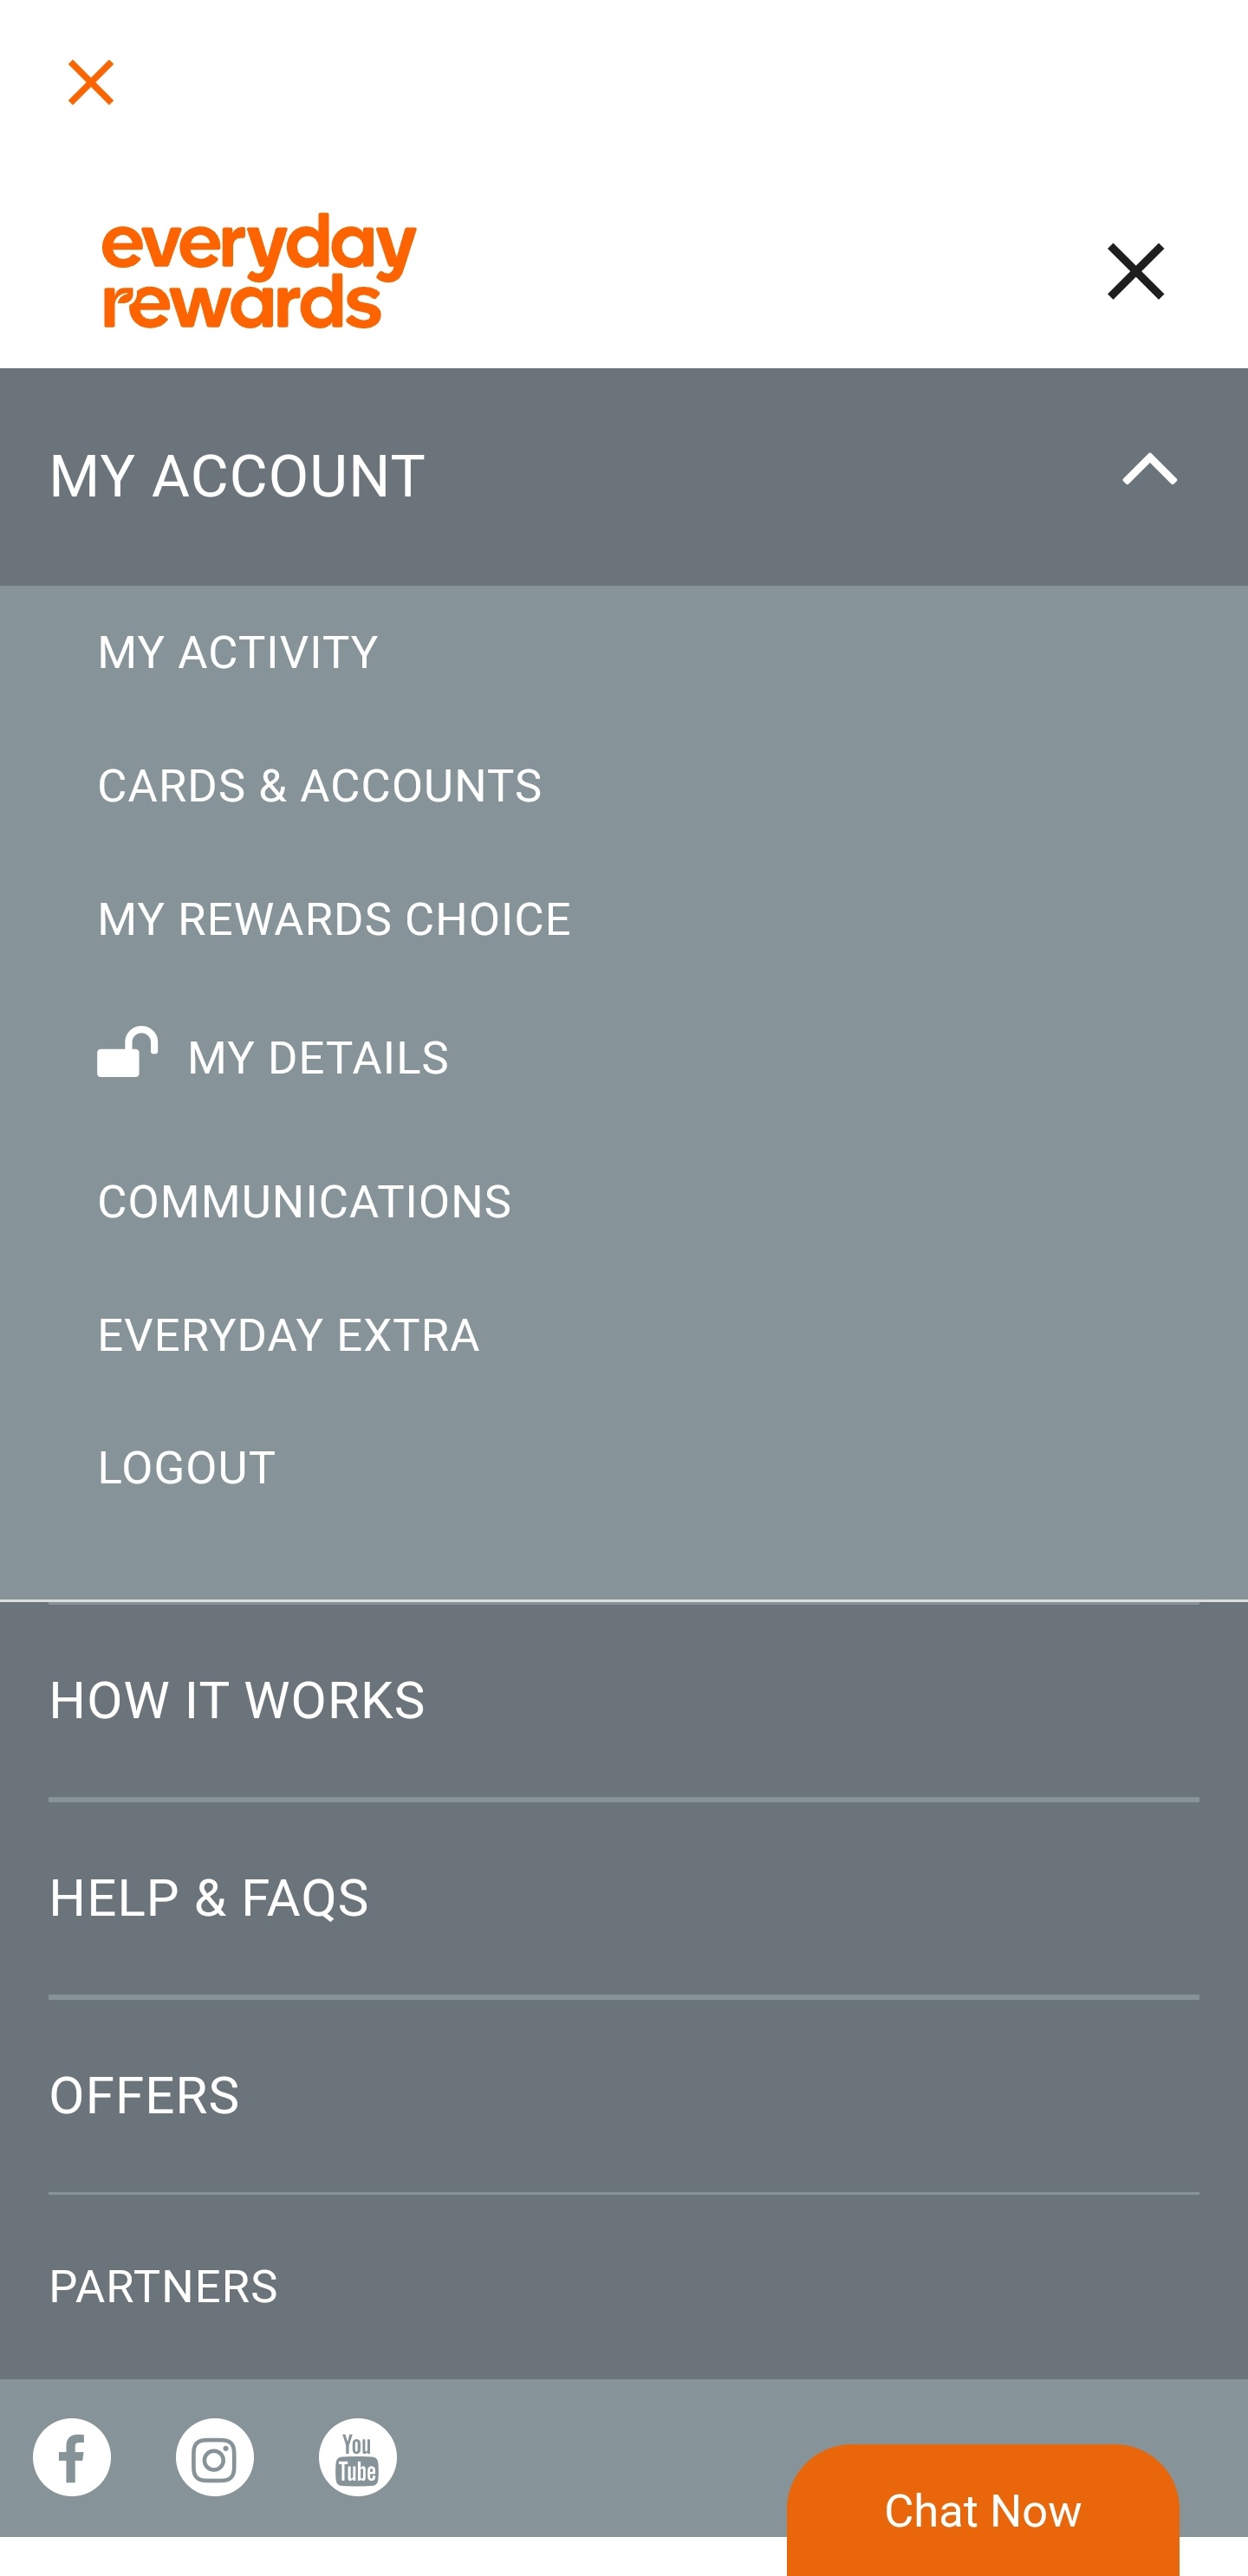 everyday
rewards
MY ACCOUNT
MY ACTIVITY
CARDS & ACCOUNTS
MY REWARDS CHOICE
MY DETAILS
COMMUNICATIONS
EVERYDAY EXTRA
LOGOUT
HOW IT WORKS
HELP & FAQS
OFFERS
PARTNERS
You
Tube
Chat Now